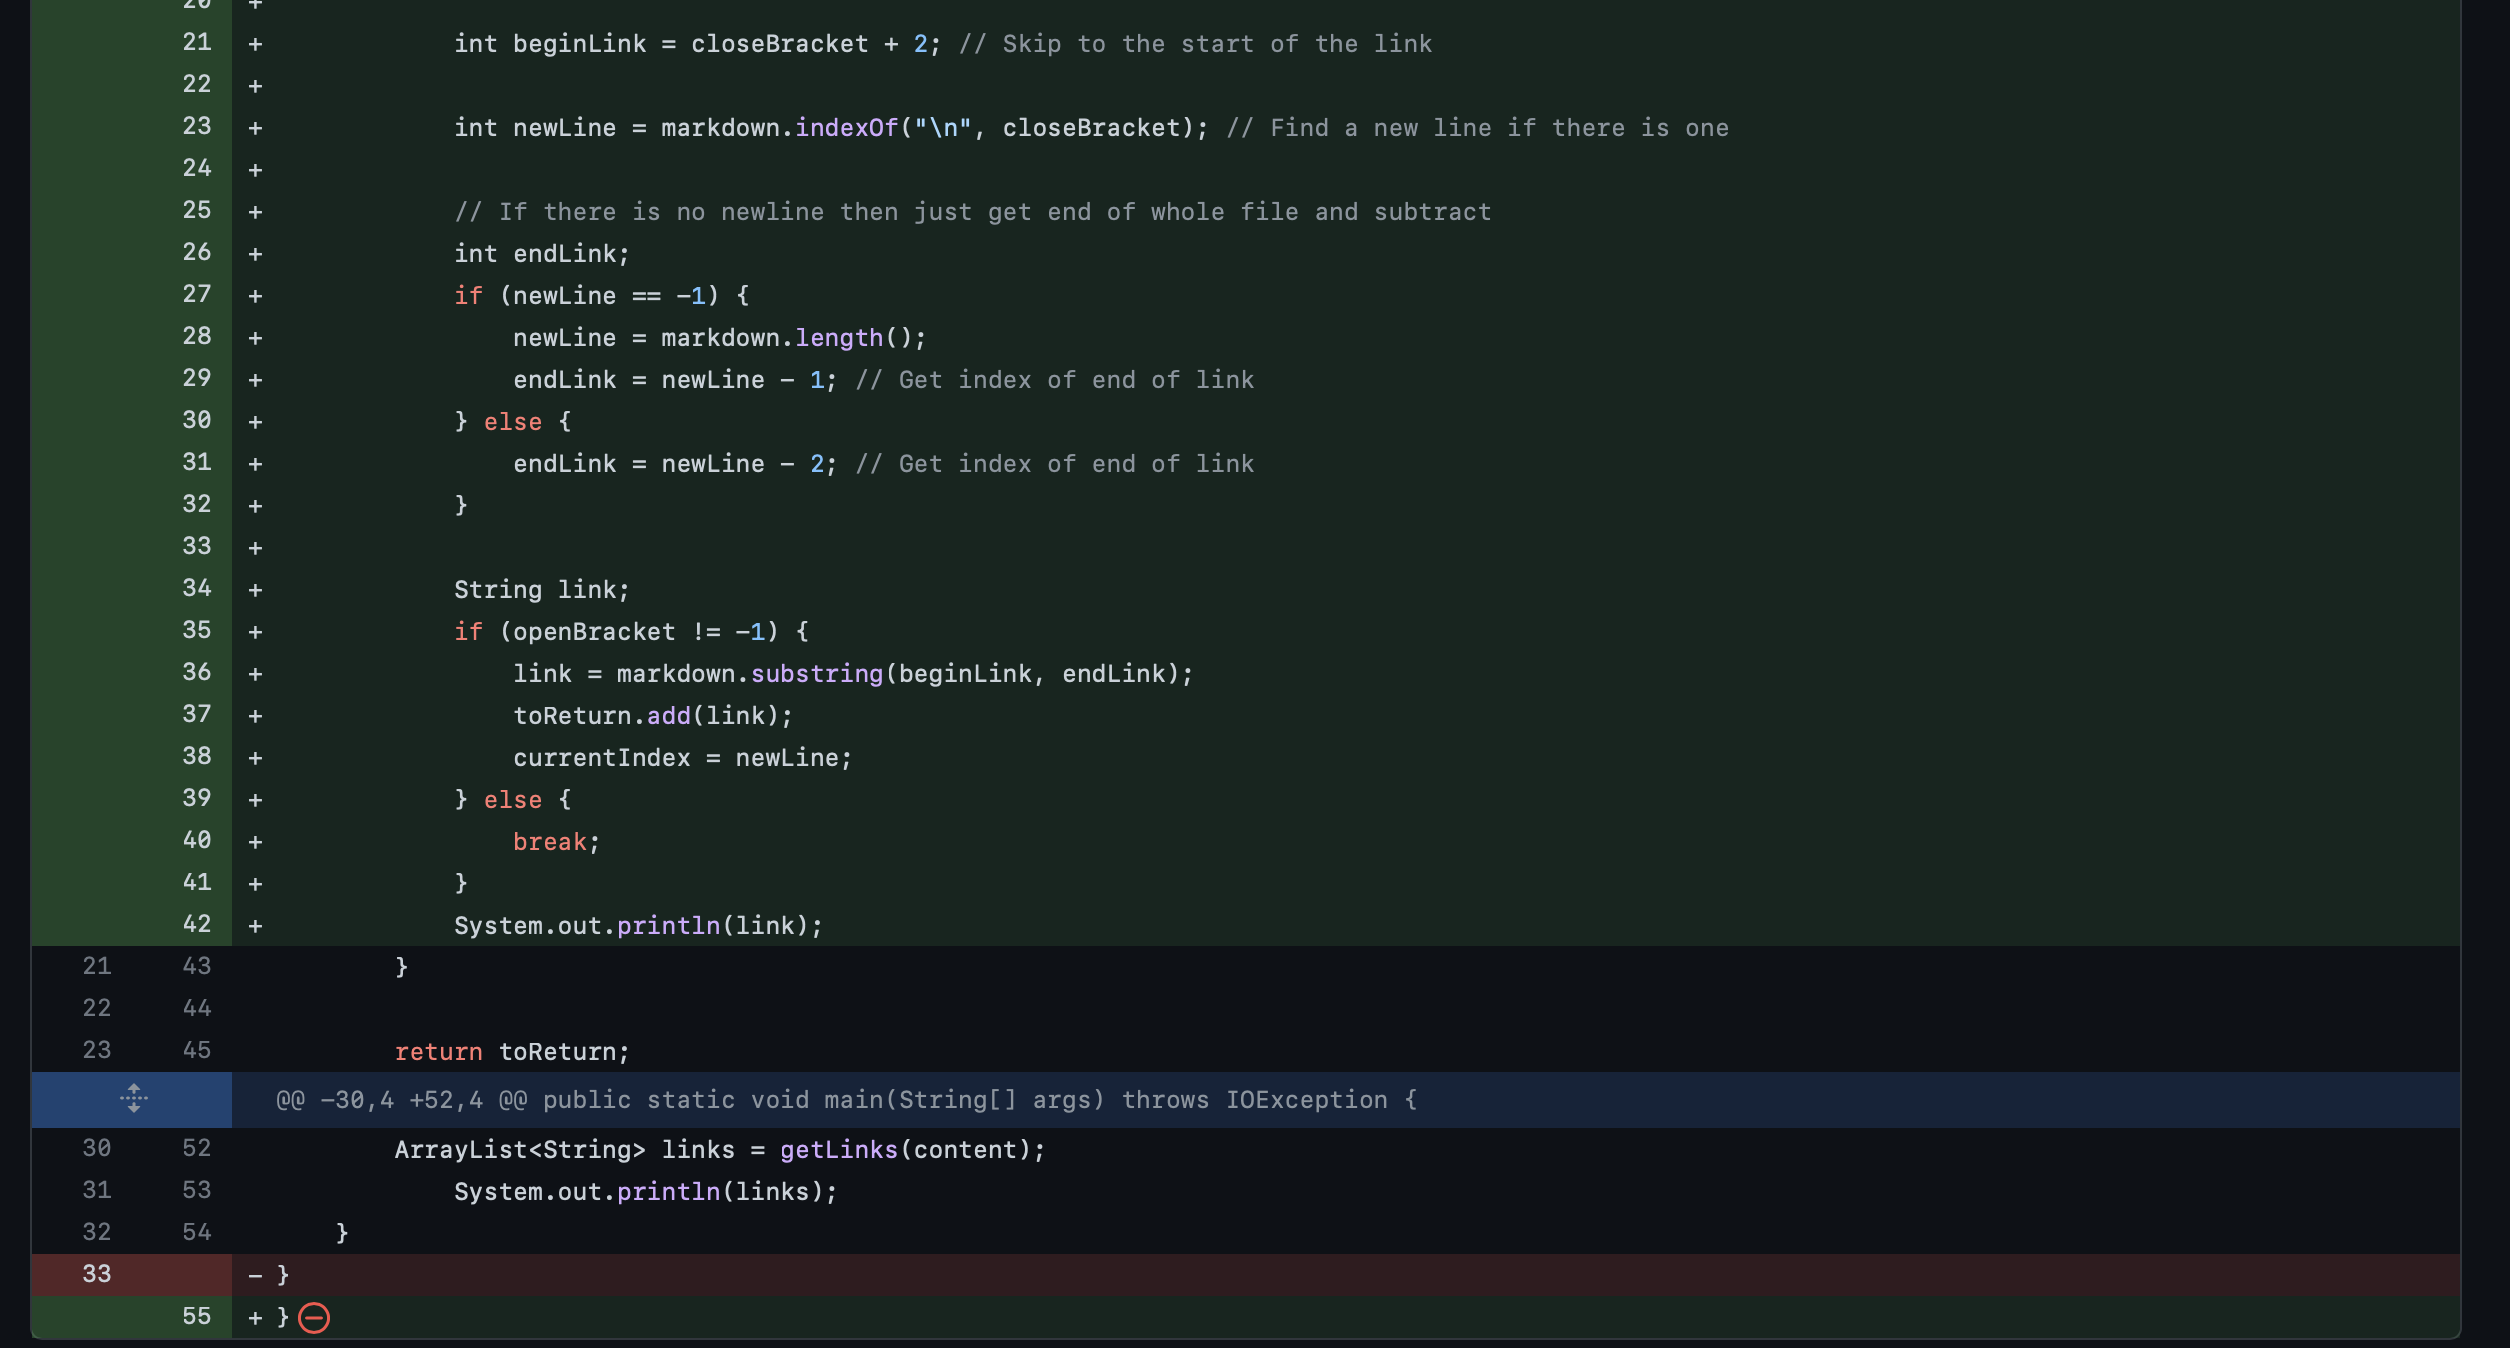 20 +
21 + int beginLink = closeBracket + 2; // Skip to the start of the link
22 +
23 + int newLine = markdown.indexOf("\n", closeBracket); // Find a new line if there is one
24 +
25 + // If there is no newline then just get end of whole file and subtract
26 + int endLink;
27 + if (newLine == -1) {
28 + newLine = markdown.length();
29 + endLink = newLine - 1; // Get index of end of link
30 + } else {
31 + endLink = newLine - 2; // Get index of end of link
32 + }
33 +
34 + String link;
35 + if (openBracket != -1) {
36 + link = markdown.substring(beginLink, endLink);
37 + toReturn.add(link);
38 + currentIndex = newLine;
39 + } else {
40 + break;
41 + }
42 + System.out.println(link);
21 43 }
22 44
23 45 return toReturn;
@@ -30,4 +52,4 @@ public static void main(String[] args) throws IOException {
30 52 ArrayList<String> links = getLinks(content);
31 53 System.out.println(links);
32 54 }
33 - }
55 + }